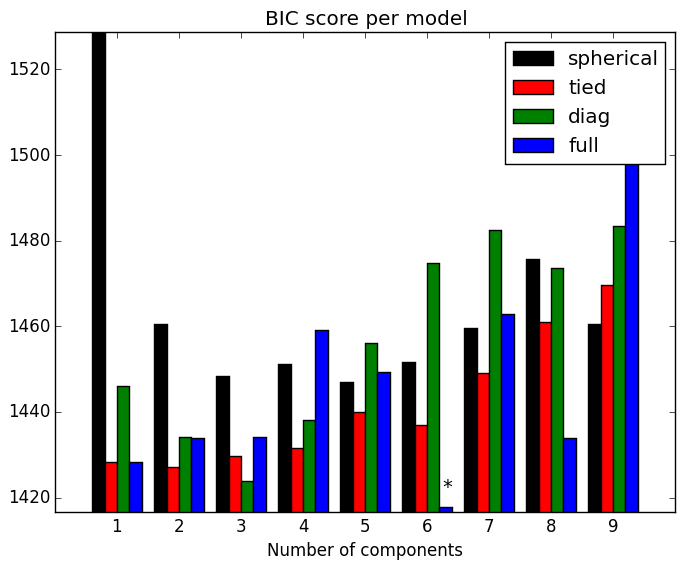 BIC score per model
spherical
tied
diag
full
1520
1500
1480
1460
1440
1420
*
1 2 3 4 5 6 7 8 9
Number of components